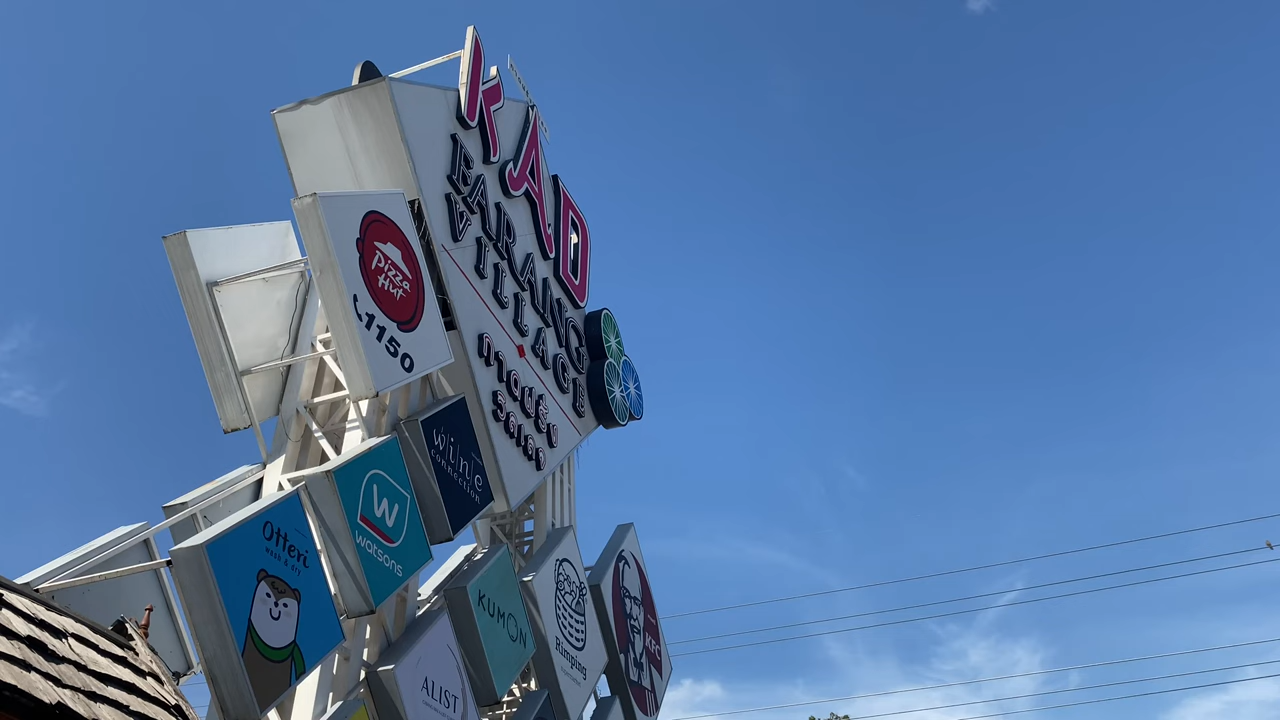 KAD
FARANG
VILLAGE
กาดฝรั่ง
วิลเลจ
Pizza
Hut
1150
wine
connection
W
watsons
Otteri
wash & dry
KUMON
Rimping
KFC
ALIST